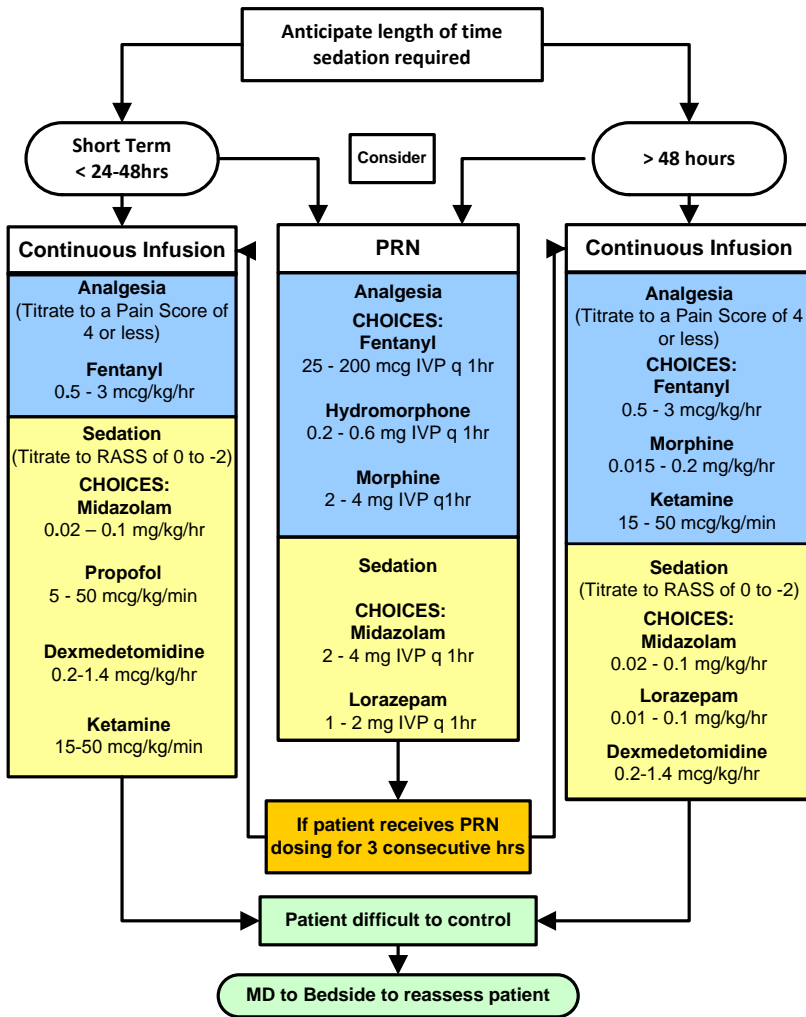 Anticipate length of time
sedation required
Short Term
< 24-48hrs
Consider
> 48 hours
Continuous Infusion
Analgesia
(Titrate to a Pain Score of
4 or less)
Fentanyl
0.5 - 3 mcg/kg/hr
Sedation
(Titrate to RASS of 0 to -2)
CHOICES:
Midazolam
0.02 – 0.1 mg/kg/hr
Propofol
5 - 50 mcg/kg/min
Dexmedetomidine
0.2-1.4 mcg/kg/hr
Ketamine
15-50 mcg/kg/min
PRN
Analgesia
CHOICES:
Fentanyl
25 - 200 mcg IVP q 1hr
Hydromorphone
0.2 - 0.6 mg IVP q 1hr
Morphine
2 - 4 mg IVP q1hr
Sedation
CHOICES:
Midazolam
2 - 4 mg IVP q 1hr
Lorazepam
1 - 2 mg IVP q 1hr
Continuous Infusion
Analgesia
(Titrate to a Pain Score of 4
or less)
CHOICES:
Fentanyl
0.5 - 3 mcg/kg/hr
Morphine
0.015 - 0.2 mg/kg/hr
Ketamine
15 - 50 mcg/kg/min
Sedation
(Titrate to RASS of 0 to -2)
CHOICES:
Midazolam
0.02 - 0.1 mg/kg/hr
Lorazepam
0.01 - 0.1 mg/kg/hr
Dexmedetomidine
0.2-1.4 mcg/kg/hr
If patient receives PRN
dosing for 3 consecutive hrs
Patient difficult to control
MD to Bedside to reassess patient